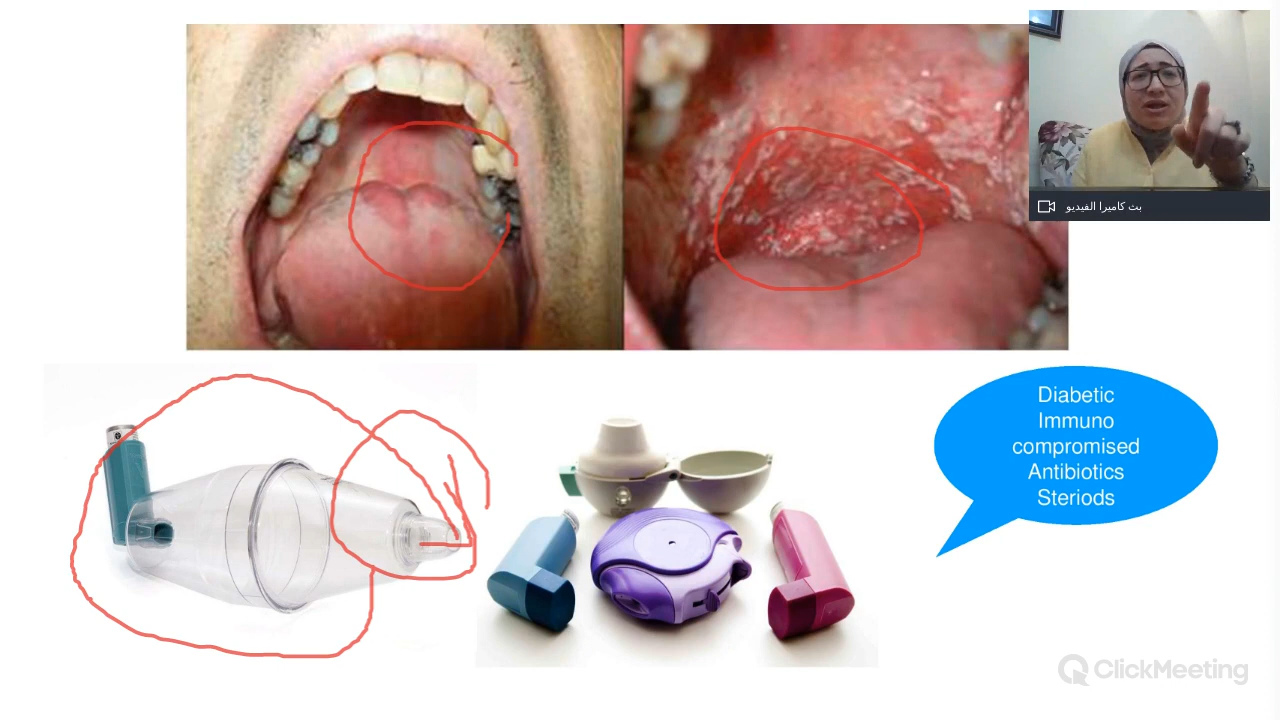 بث كاميرا الفيديو
Diabetic
Immuno
compromised
Antibiotics
Steriods
ClickMeeting